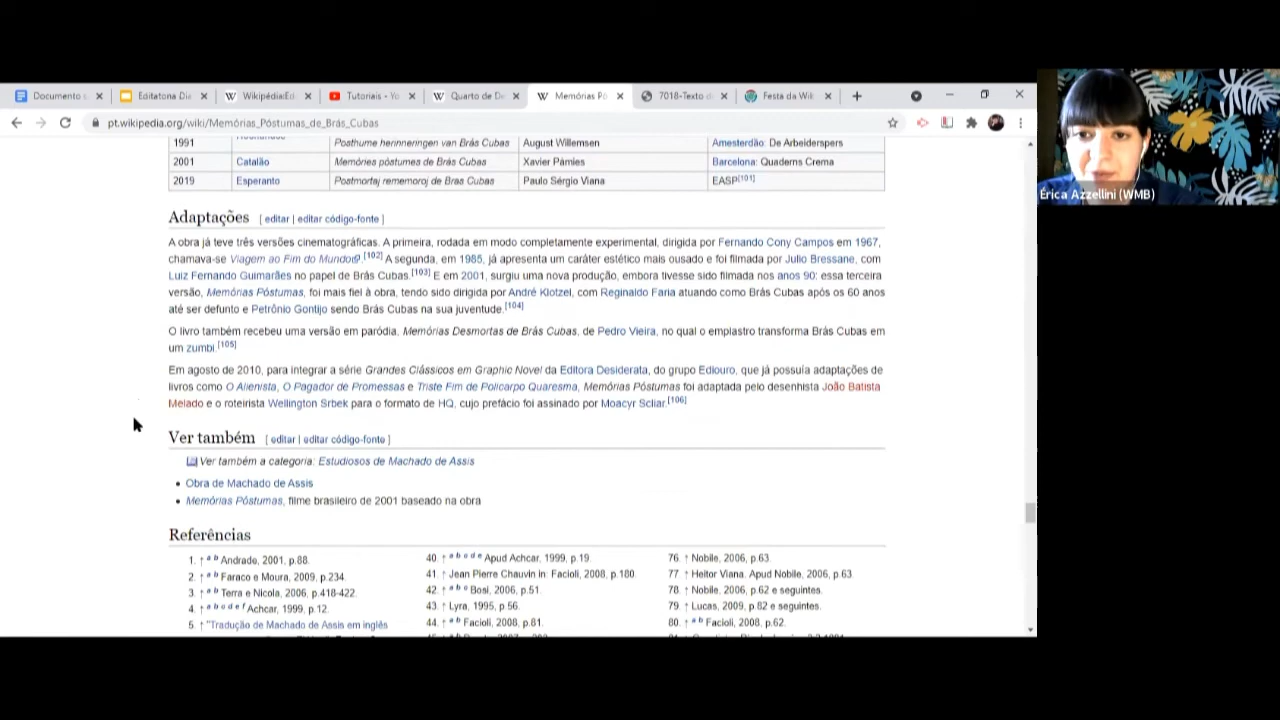 Documento
Editatona Dia
Wikipédia:Edi
Tutoriais - Yo
Quarto de De
Memórias Pó
7018-Texto d
Festa da Wik
pt.wikipedia.org/wiki/Memórias_Póstumas_de_Brás_Cubas
1991 Posthume herinneringen van Brás Cubas August Willemsen Amesterdão: De Arbeiderspers
2001 Catalão Memòries pòstumes de Brás Cubas Xavier Pàmies Barcelona: Quaderns Crema
2019 Esperanto Postmortaj rememoroj de Bras Cubas Paulo Sérgio Viana EASP[101]
Adaptações [ editar | editar código-fonte ]
A obra já teve três versões cinematográficas. A primeira, rodada em modo completamente experimental, dirigida por Fernando Cony Campos em 1967,
chamava-se Viagem ao Fim do Mundo.[102] A segunda, em 1985, já apresenta um caráter estético mais ousado e foi filmada por Julio Bressane, com
Luiz Fernando Guimarães no papel de Brás Cubas.[103] E em 2001, surgiu uma nova produção, embora tivesse sido filmada nos anos 90: essa terceira
versão, Memórias Póstumas, foi mais fiel à obra, tendo sido dirigida por André Klotzel, com Reginaldo Faria atuando como Brás Cubas após os 60 anos
até ser defunto e Petrônio Gontijo sendo Brás Cubas na sua juventude.[104]
O livro também recebeu uma versão em paródia, Memórias Desmortas de Brás Cubas, de Pedro Vieira, no qual o emplastro transforma Brás Cubas em
um zumbi.[105]
Em agosto de 2010, para integrar a série Grandes Clássicos em Graphic Novel da Editora Desiderata, do grupo Ediouro, que já possuía adaptações de
livros como O Alienista, O Pagador de Promessas e Triste Fim de Policarpo Quaresma, Memórias Póstumas foi adaptada pelo desenhista João Batista
Melado e o roteirista Wellington Srbek para o formato de HQ, cujo prefácio foi assinado por Moacyr Scliar.[106]
Ver também [ editar | editar código-fonte ]
Ver também a categoria: Estudiosos de Machado de Assis
• Obra de Machado de Assis
• Memórias Póstumas, filme brasileiro de 2001 baseado na obra
Referências
1. ↑ a b Andrade, 2001, p.88.
2. ↑ a b Faraco e Moura, 2009, p.234.
3. ↑ a b Terra e Nicola, 2006, p.418-422.
4. ↑ a b c d e f Achcar, 1999, p.12.
5. ↑ "Tradução de Machado de Assis em inglês
40. ↑ a b c d e Apud Achcar, 1999, p.19.
41. ↑ Jean Pierre Chauvin in: Facioli, 2008, p.180.
42. ↑ a b c Bosi, 2006, p.51.
43. ↑ Lyra, 1995, p.56.
44. ↑ a b Facioli, 2008, p.81.
76. ↑ Nobile, 2006, p.63.
77. ↑ Heitor Viana. Apud Nobile, 2006, p.63
78. ↑ Nobile, 2006, p.62 e seguintes.
79. ↑ Lucas, 2009, p.82 e seguintes.
80. ↑ a b Facioli, 2008, p.62.
Érica Azzellini (WMB)